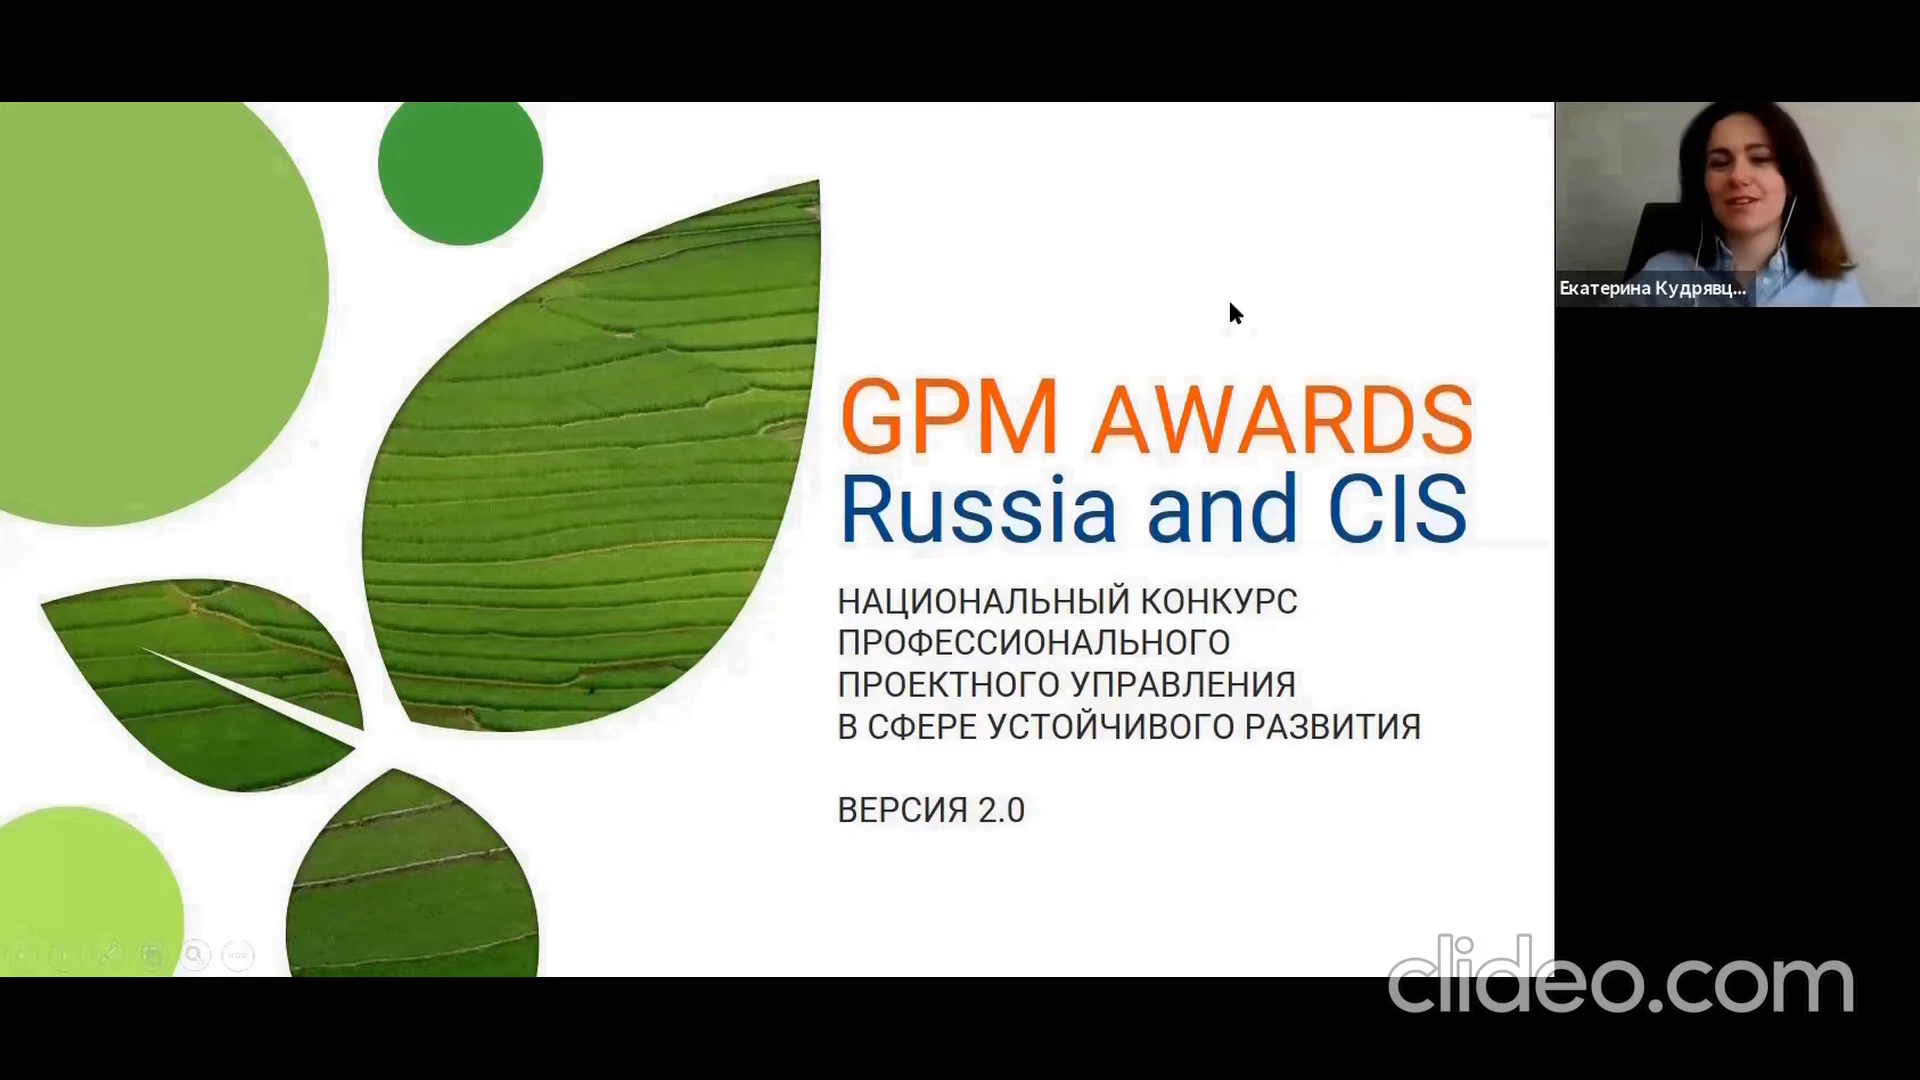 Екатерина Кудрявц...
GPM AWARDS
Russia and CIS
НАЦИОНАЛЬНЫЙ КОНКУРС
ПРОФЕССИОНАЛЬНОГО
ПРОЕКТНОГО УПРАВЛЕНИЯ
В СФЕРЕ УСТОЙЧИВОГО РАЗВИТИЯ
ВЕРСИЯ 2.0
clideo.com